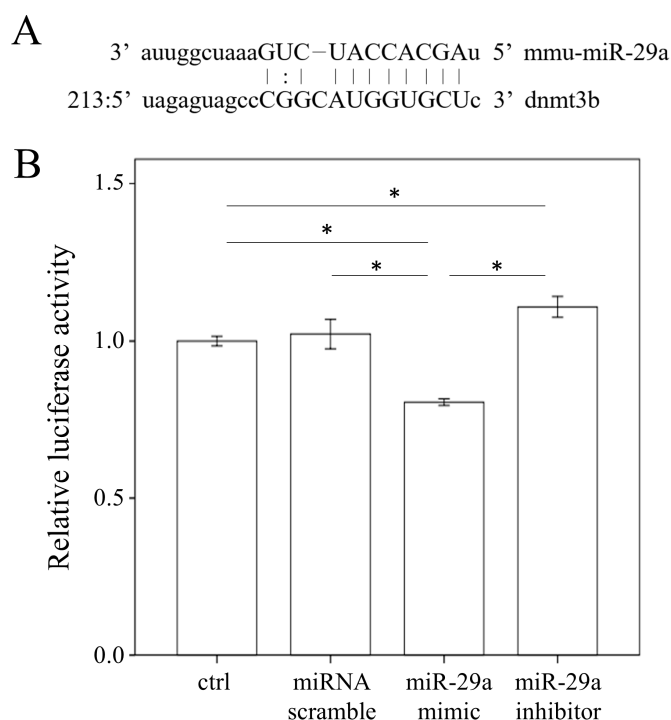 A
3’ auuggcuaaaGUC–UACCACGAu 5’ mmu-miR-29a
| : | | | | | | | | |
213:5’ uagaguagccCGGCAUGGUGCUc 3’ dnmt3b
B
1.5
*
*
* *
1.0
0.5
0.0
Relative luciferase activity
ctrl miRNA scramble miR-29a mimic miR-29a inhibitor